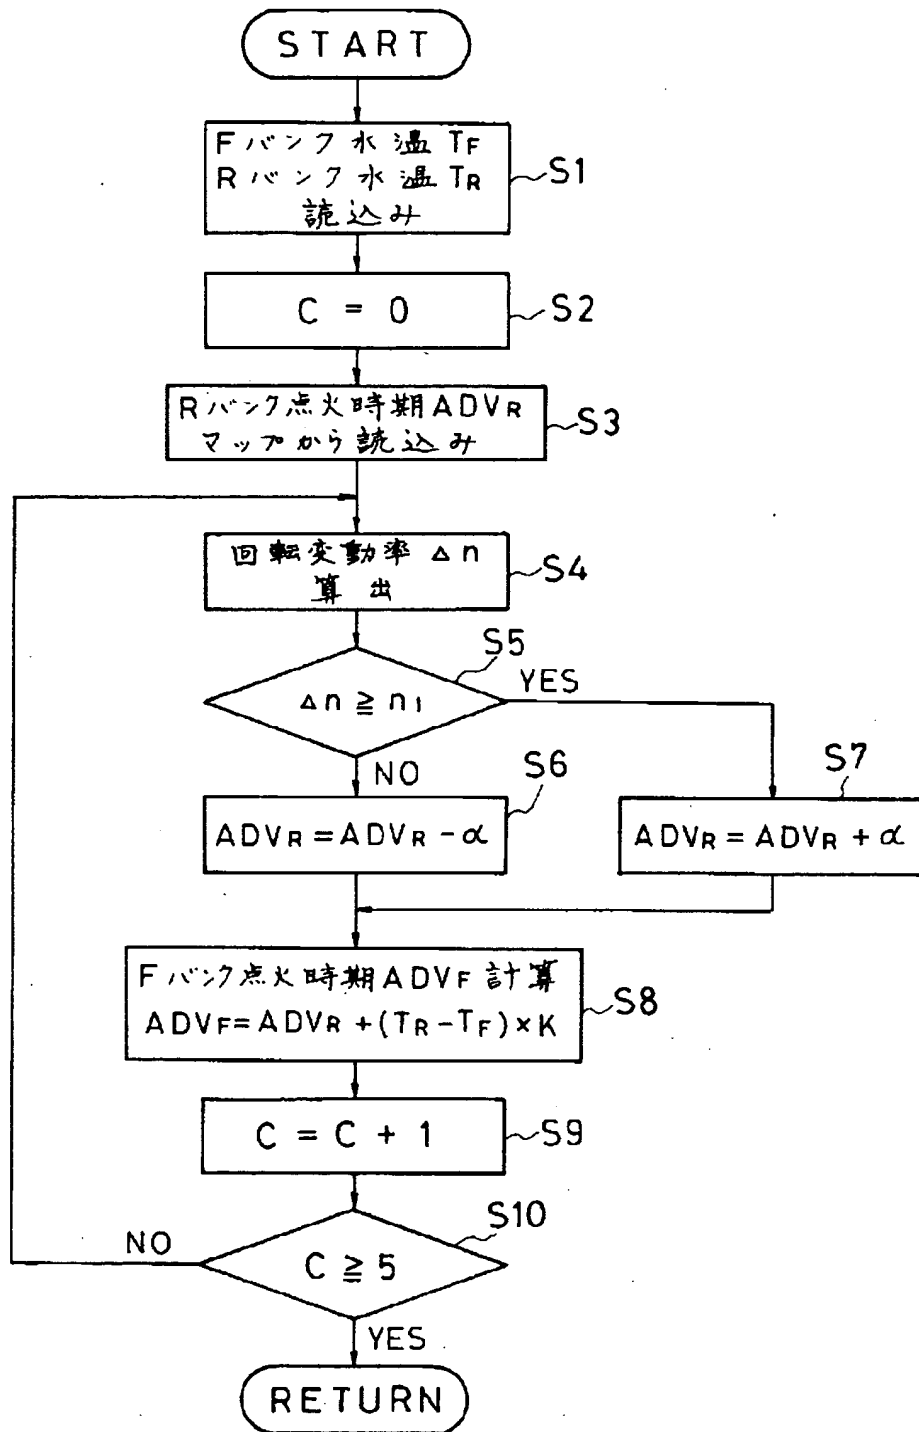 START
Fバンク水温TF
Rバンク水温TR
読込み
S1
C = 0
S2
Rバンク点火時期ADVR
マップから読込み
S3
回転変動率 Δn
算出
S4
Δn ≧ n1
S5
YES
NO
ADVR = ADVR - α
S6
ADVR = ADVR + α
S7
Fバンク点火時期ADVF計算
ADVF = ADVR + (TR - TF) × K
S8
C = C + 1
S9
C ≧ 5
S10
NO
YES
RETURN